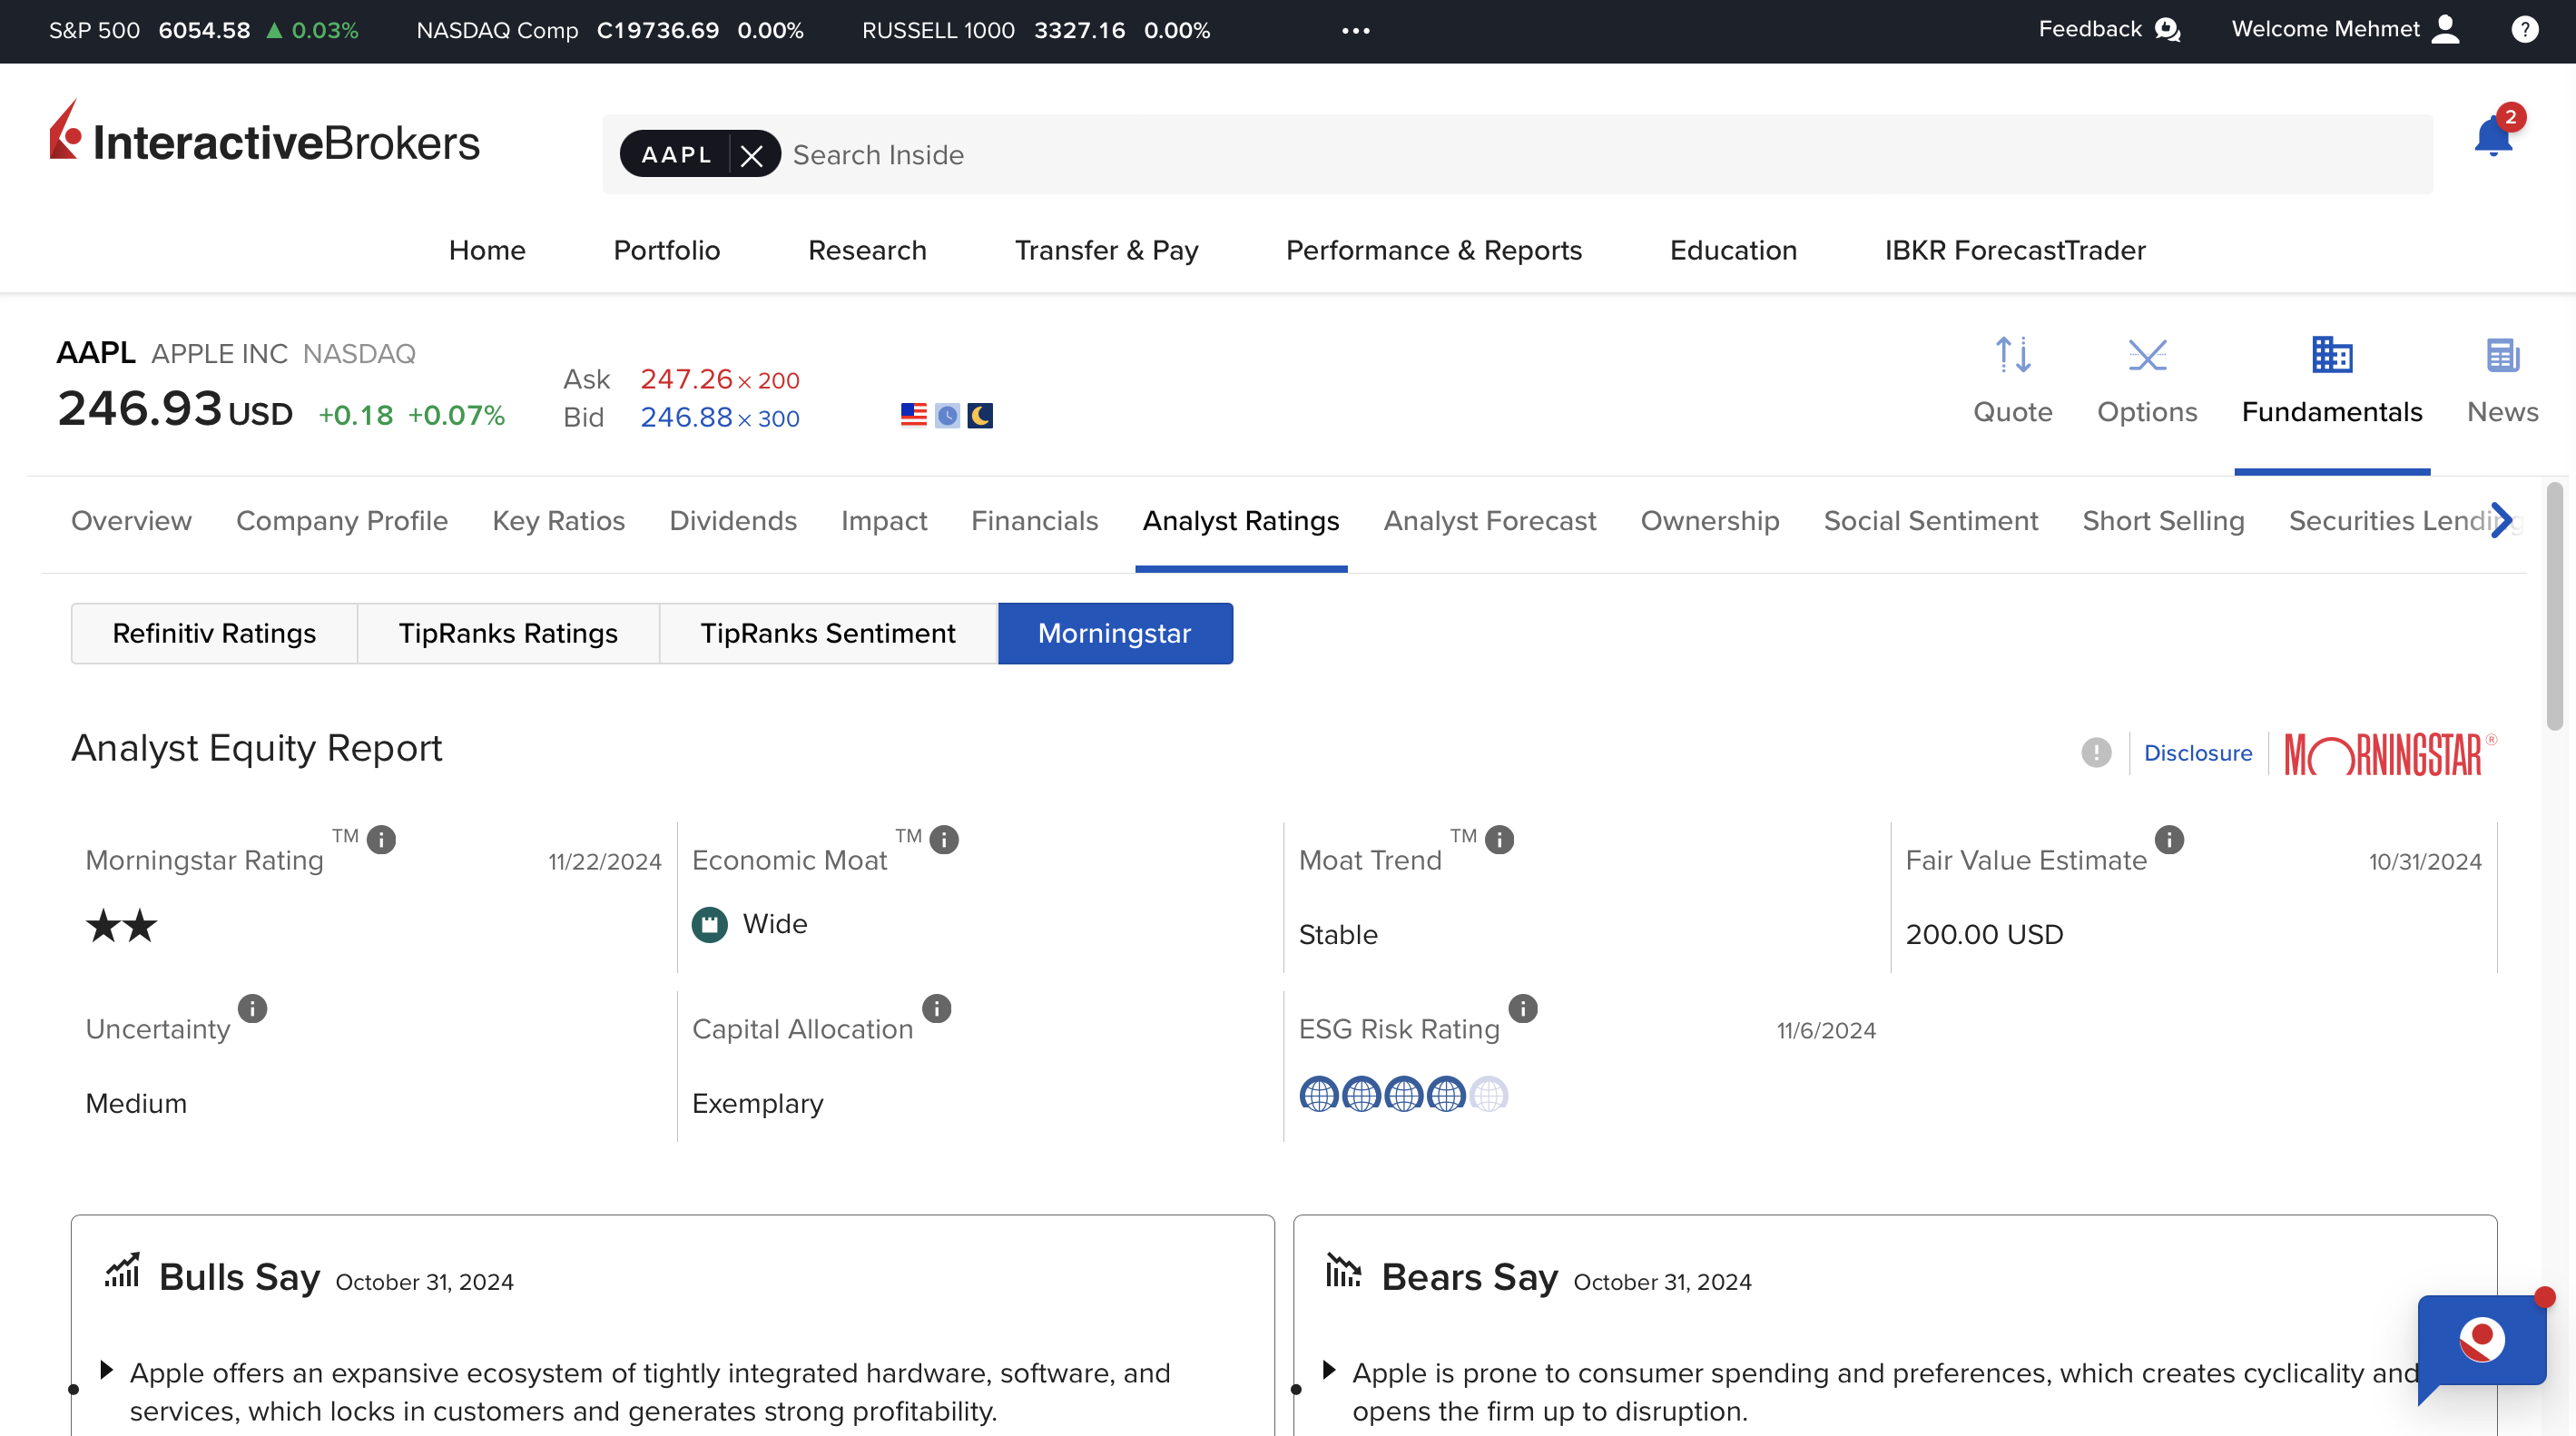 S&P 500 6054.58 ▲ 0.03% NASDAQ Comp C19736.69 0.00% RUSSELL 1000 3327.16 0.00% ••• Feedback Welcome Mehmet ?
InteractiveBrokers
AAPL Search Inside
2
Home Portfolio Research Transfer & Pay Performance & Reports Education IBKR ForecastTrader
AAPL APPLE INC NASDAQ
246.93 USD +0.18 +0.07%
Ask 247.26 × 200
Bid 246.88 × 300
Quote Options Fundamentals News
Overview Company Profile Key Ratios Dividends Impact Financials Analyst Ratings Analyst Forecast Ownership Social Sentiment Short Selling Securities Lending
Refinitiv Ratings TipRanks Ratings TipRanks Sentiment Morningstar
Analyst Equity Report
! Disclosure MORNINGSTAR®
Morningstar Rating TM i 11/22/2024
★★
Economic Moat TM i
Wide
Moat Trend TM i
Stable
Fair Value Estimate i 10/31/2024
200.00 USD
Uncertainty i
Medium
Capital Allocation i
Exemplary
ESG Risk Rating i 11/6/2024
Bulls Say October 31, 2024
Apple offers an expansive ecosystem of tightly integrated hardware, software, and
services, which locks in customers and generates strong profitability.
Bears Say October 31, 2024
Apple is prone to consumer spending and preferences, which creates cyclicality and
opens the firm up to disruption.